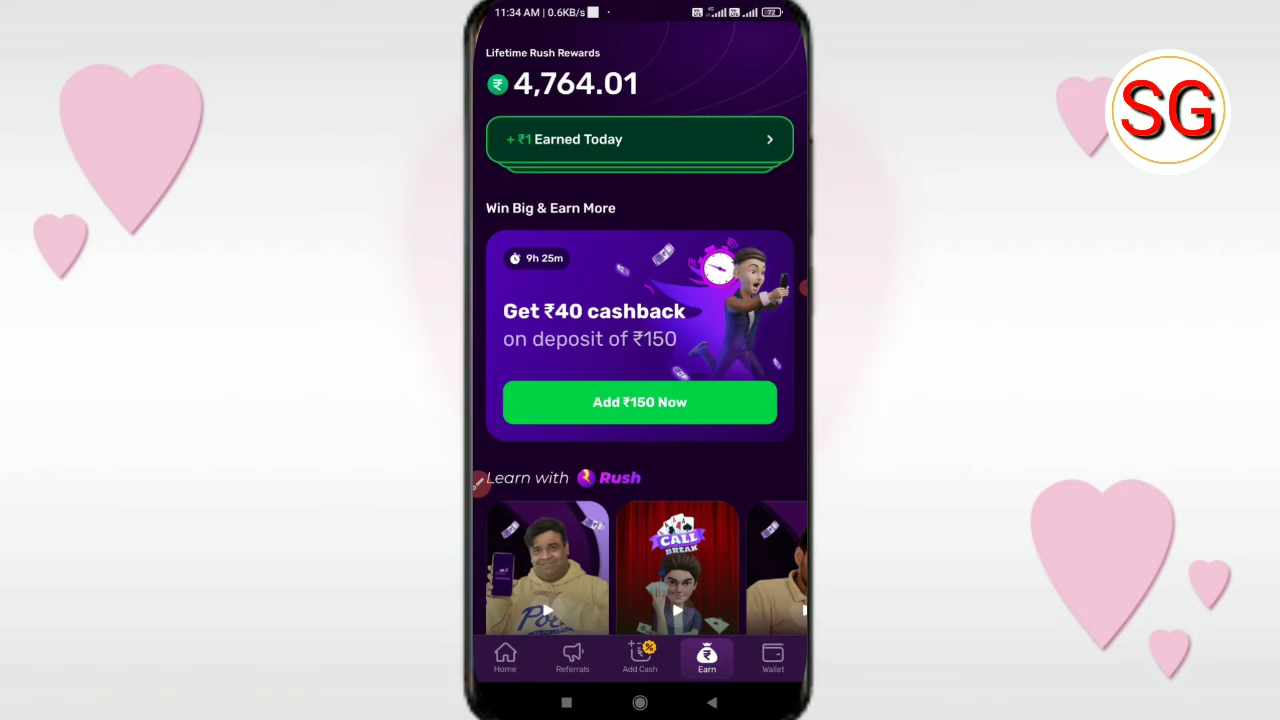 11:34 AM | 0.6KB/s
4G
72
SG
Lifetime Rush Rewards
₹ 4,764.01
+ ₹1 Earned Today
Win Big & Earn More
9h 25m
Get ₹40 cashback
on deposit of ₹150
Add ₹150 Now
Learn with Rush
CALL
BREAK
Home
Referrals
Add Cash
Earn
Wallet